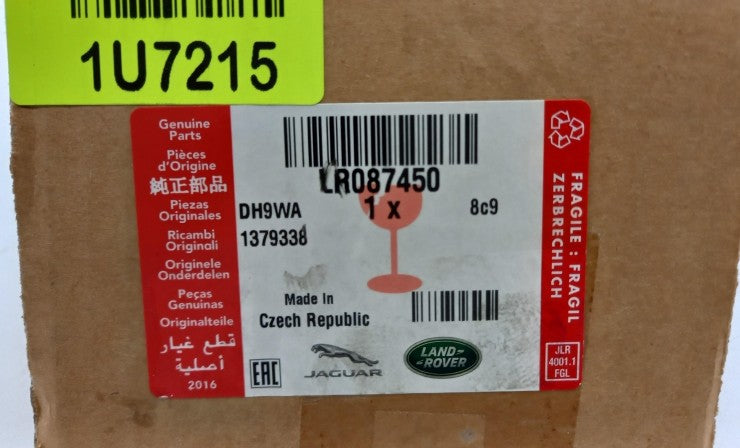 1U7215
Genuine
Parts
Pièces
d'Origine
純正部品
Piezas
Originales
Ricambi
Originali
Originele
Onderdelen
Peças
Genuinas
Originalteile
قطع غيار
أصلية
2016
LR087450
DH9WA
1 x
8c9
1379338
Made In
Czech Republic
EAC
JAGUAR
LAND-
-ROVER
FRAGILE : FRAGIL
ZERBRECHLICH
JLR
4001.1
FGL